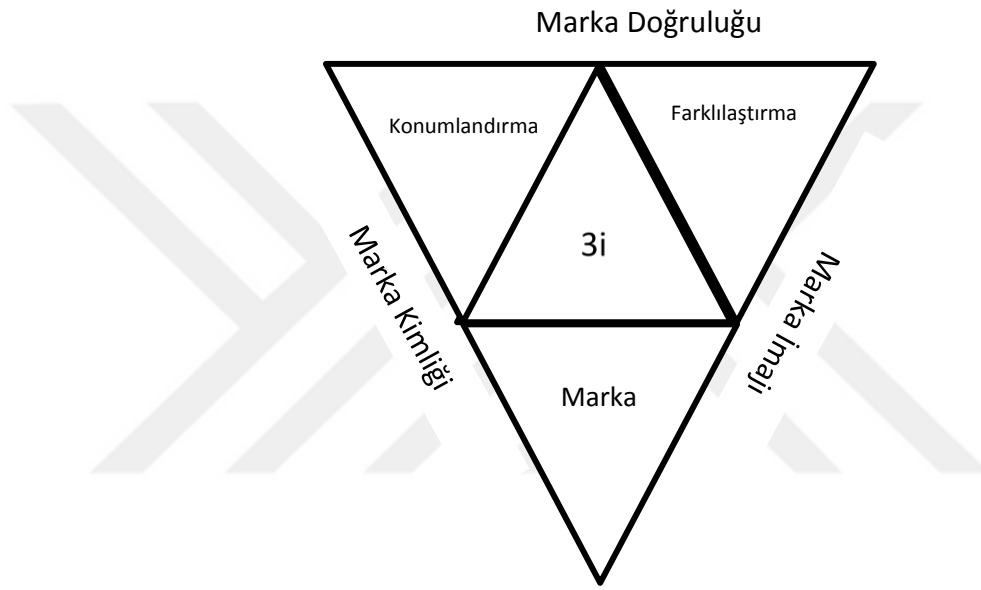 Marka Doğruluğu
Konumlandırma
Farklılaştırma
3i
Marka Kimliği
Marka İmajı
Marka